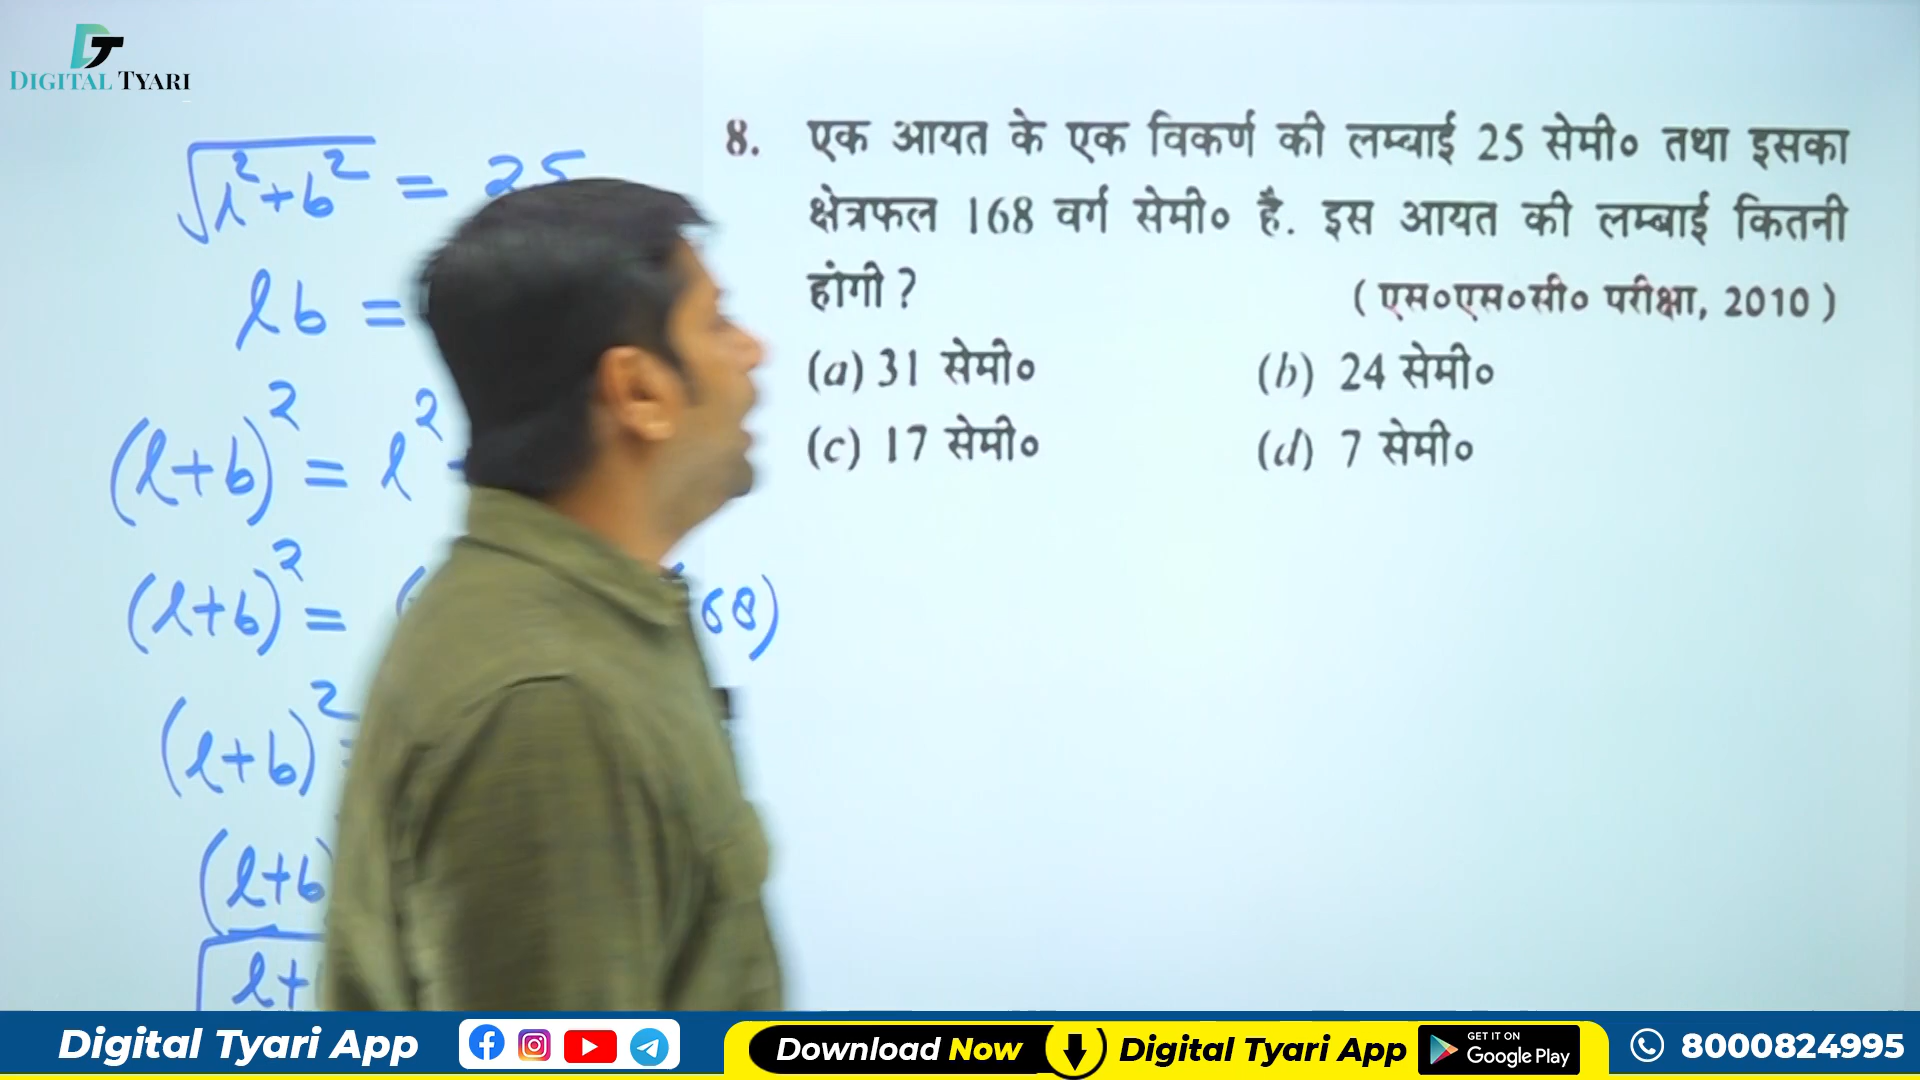 DT
DIGITAL TYARI
√l²+b² = 25
lb =
(l+b)² = l²
(l+b)² = ( 68)
(l+b)² =
(l+b)
l+
8. एक आयत के एक विकर्ण की लम्बाई 25 सेमी० तथा इसका
क्षेत्रफल 168 वर्ग सेमी० है. इस आयत की लम्बाई कितनी
होगी ? ( एस०एस०सी० परीक्षा, 2010 )
(a) 31 सेमी० (b) 24 सेमी०
(c) 17 सेमी० (d) 7 सेमी०
Digital Tyari App Download Now Digital Tyari App GET IT ON Google Play 8000824995